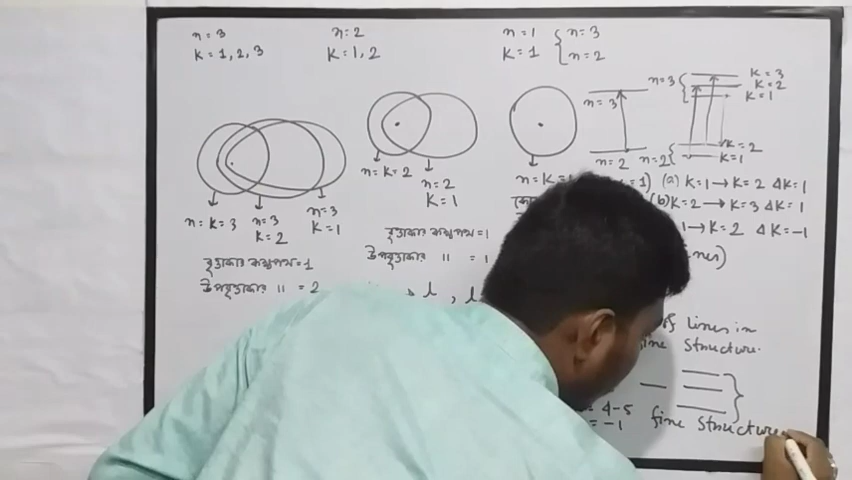 n=3
K=1,2,3
n=2
K=1,2
n=1
K=1
n=3
n=2
n=K=3
n=3
K=2
n=3
K=1
বৃত্তাকার কক্ষপথ=1
উপবৃত্তাকার 〃 = 2
n=K=2
n=2
K=1
বৃত্তাকার কক্ষপথ=1
উপবৃত্তাকার 〃 = 1
n=3
n=2
n=3
K=3
K=2
K=1
n=2
K=2
K=1
(a) K=1→K=2 ΔK=1
(b) K=2→K=3 ΔK=1
1→K=2 ΔK=-1
of Lines in
fine Structure.
= 4-5
= -1
fine Structure